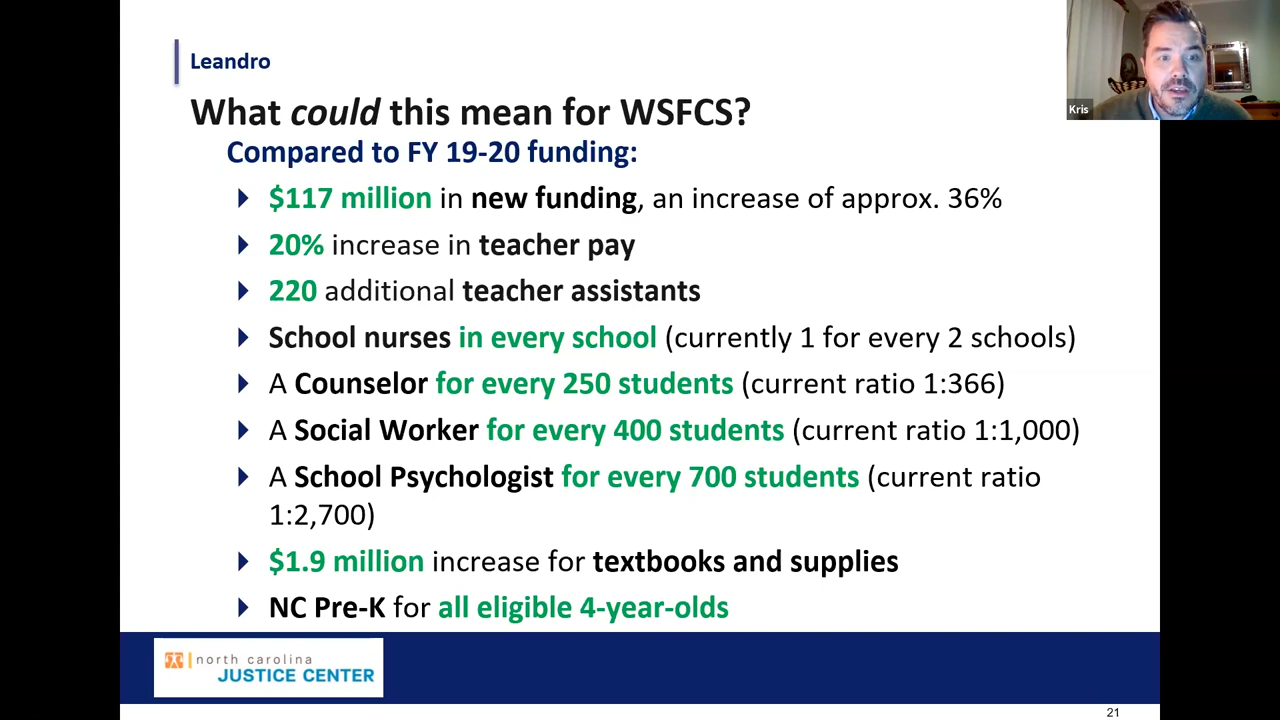 Leandro
What could this mean for WSFCS?
Compared to FY 19-20 funding:
$117 million in new funding, an increase of approx. 36%
20% increase in teacher pay
220 additional teacher assistants
School nurses in every school (currently 1 for every 2 schools)
A Counselor for every 250 students (current ratio 1:366)
A Social Worker for every 400 students (current ratio 1:1,000)
A School Psychologist for every 700 students (current ratio
1:2,700)
$1.9 million increase for textbooks and supplies
NC Pre-K for all eligible 4-year-olds
north carolina
JUSTICE CENTER
21
Kris